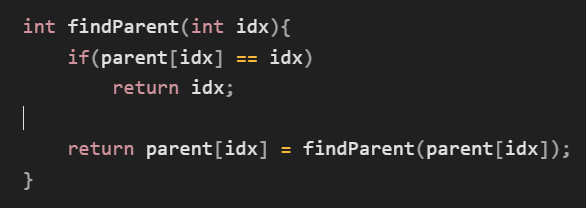 int findParent(int idx){
    if(parent[idx] == idx)
        return idx;

    return parent[idx] = findParent(parent[idx]);
}